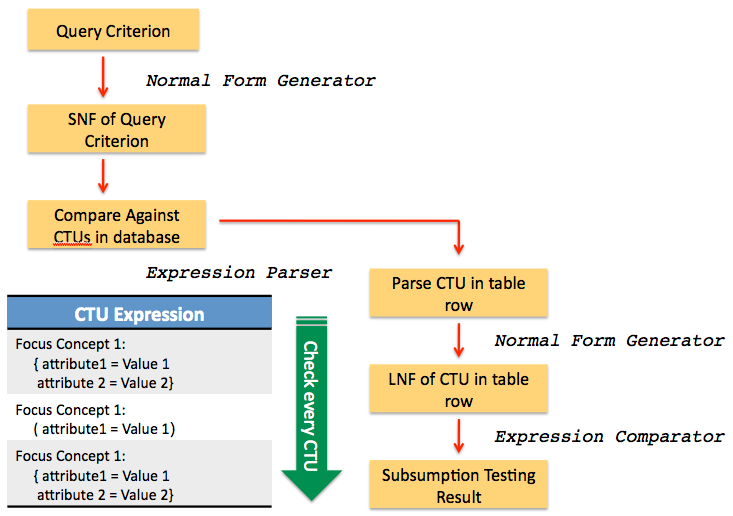 Query Criterion
Normal Form Generator
SNF of Query
Criterion
Compare Against
CTUs in database
Expression Parser
Parse CTU in table
row
Normal Form Generator
LNF of CTU in table
row
Expression Comparator
Subsumption Testing
Result
CTU Expression
Focus Concept 1:
{ attribute1 = Value 1
attribute 2 = Value 2}
Focus Concept 1:
( attribute1 = Value 1)
Focus Concept 1:
{ attribute1 = Value 1
attribute 2 = Value 2}
Check every CTU